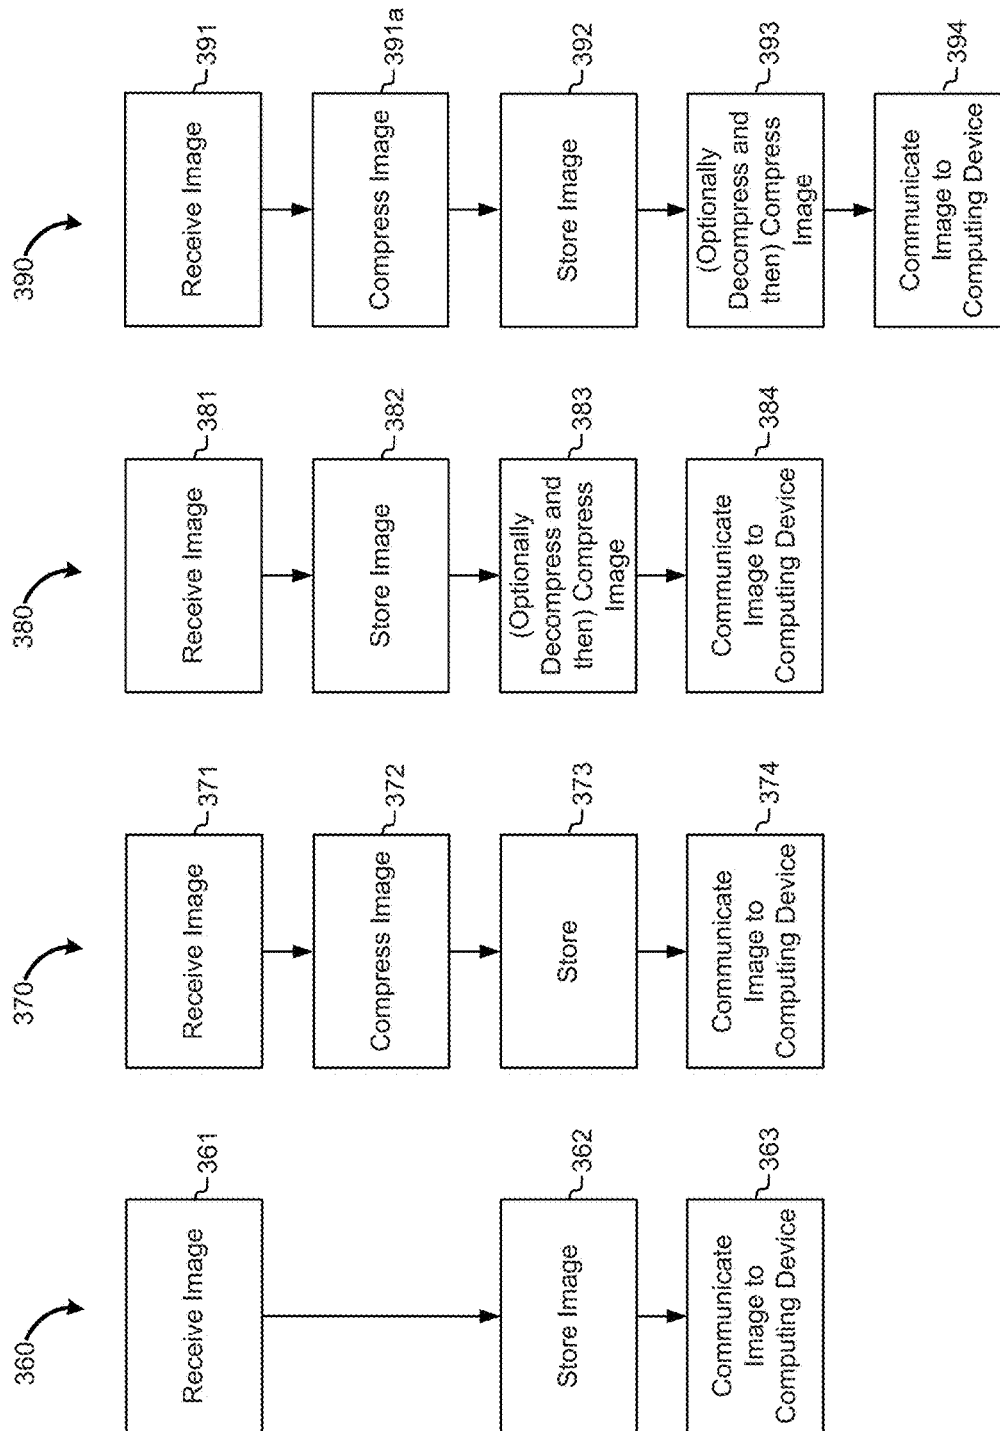 360
Receive Image
361
Store Image
362
Communicate
Image to
Computing Device
363
370
Receive Image
371
Compress Image
372
Store
373
Communicate
Image to
Computing Device
374
380
Receive Image
381
Store Image
382
(Optionally
Decompress and
then) Compress
Image
383
Communicate
Image to
Computing Device
384
390
Receive Image
391
Compress Image
391a
Store Image
392
(Optionally
Decompress and
then) Compress
Image
393
Communicate
Image to
Computing Device
394